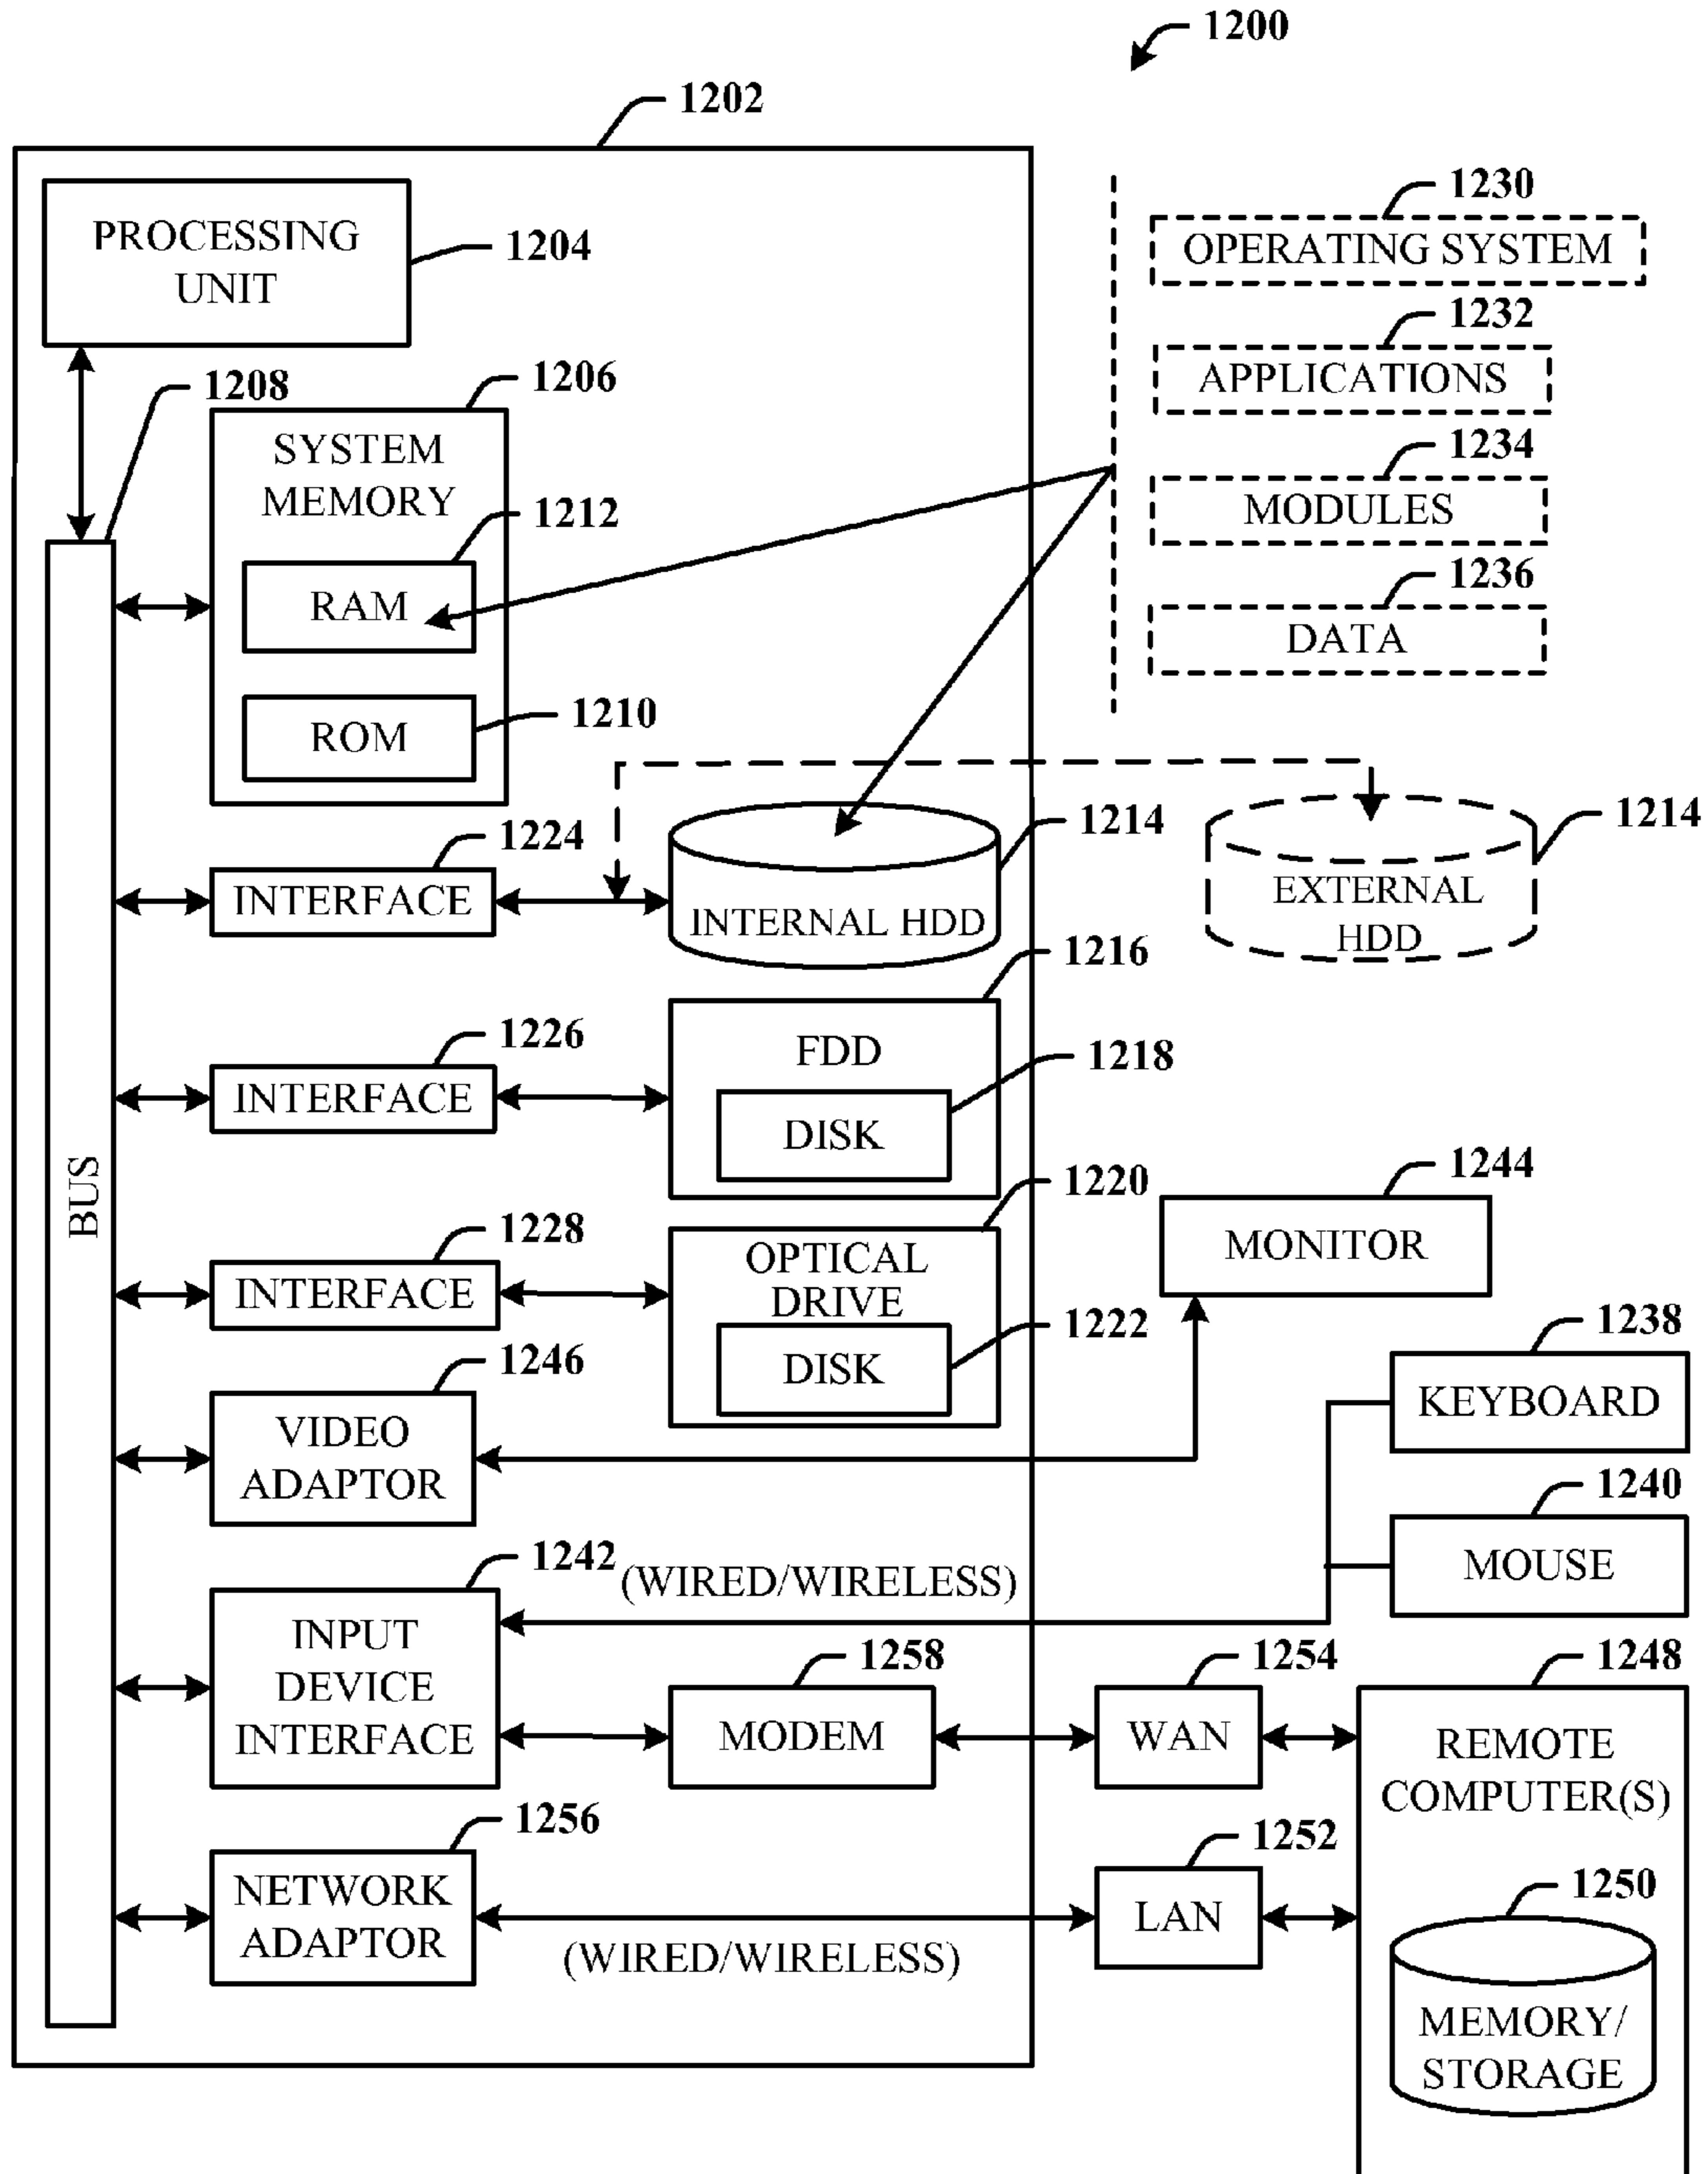 1200
1202
PROCESSING
UNIT
1204
1230
OPERATING SYSTEM
1232
APPLICATIONS
1234
MODULES
1236
DATA
1208
1206
SYSTEM
MEMORY
1212
RAM
1210
ROM
1224
INTERFACE
1214
INTERNAL HDD
1214
EXTERNAL
HDD
1216
FDD
1226
INTERFACE
1218
DISK
BUS
1220
OPTICAL
DRIVE
1228
INTERFACE
1222
DISK
1244
MONITOR
1246
VIDEO
ADAPTOR
1238
KEYBOARD
1240
MOUSE
1242
(WIRED/WIRELESS)
INPUT
DEVICE
INTERFACE
1258
MODEM
1254
WAN
1248
REMOTE
COMPUTER(S)
1256
NETWORK
ADAPTOR
(WIRED/WIRELESS)
1252
LAN
1250
MEMORY/
STORAGE